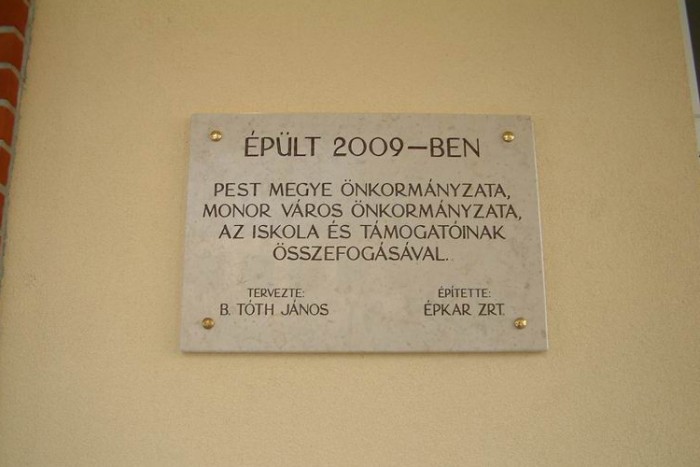 ÉPÜLT 2009–BEN
PEST MEGYE ÖNKORMÁNYZATA,
MONOR VÁROS ÖNKORMÁNYZATA,
AZ ISKOLA ÉS TÁMOGATÓINAK
ÖSSZEFOGÁSÁVAL.
TERVEZTE:
B. TÓTH JÁNOS
ÉPÍTETTE:
ÉPKAR ZRT.